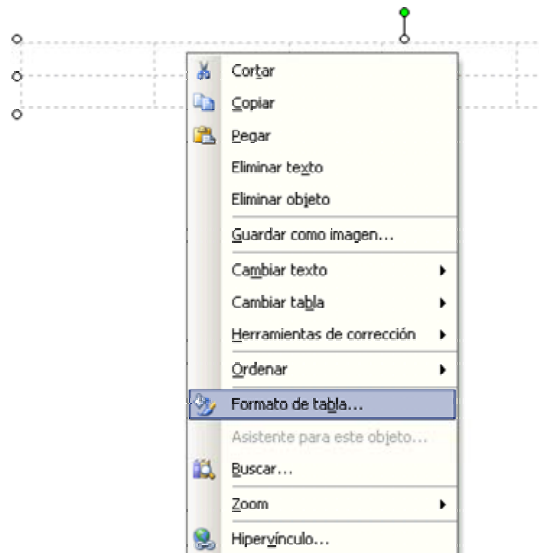 Cortar
Copiar
Pegar
Eliminar texto
Eliminar objeto
Guardar como imagen...
Cambiar texto
Cambiar tabla
Herramientas de corrección
Ordenar
Formato de tabla...
Asistente para este objeto...
Buscar...
Zoom
Hipervínculo...